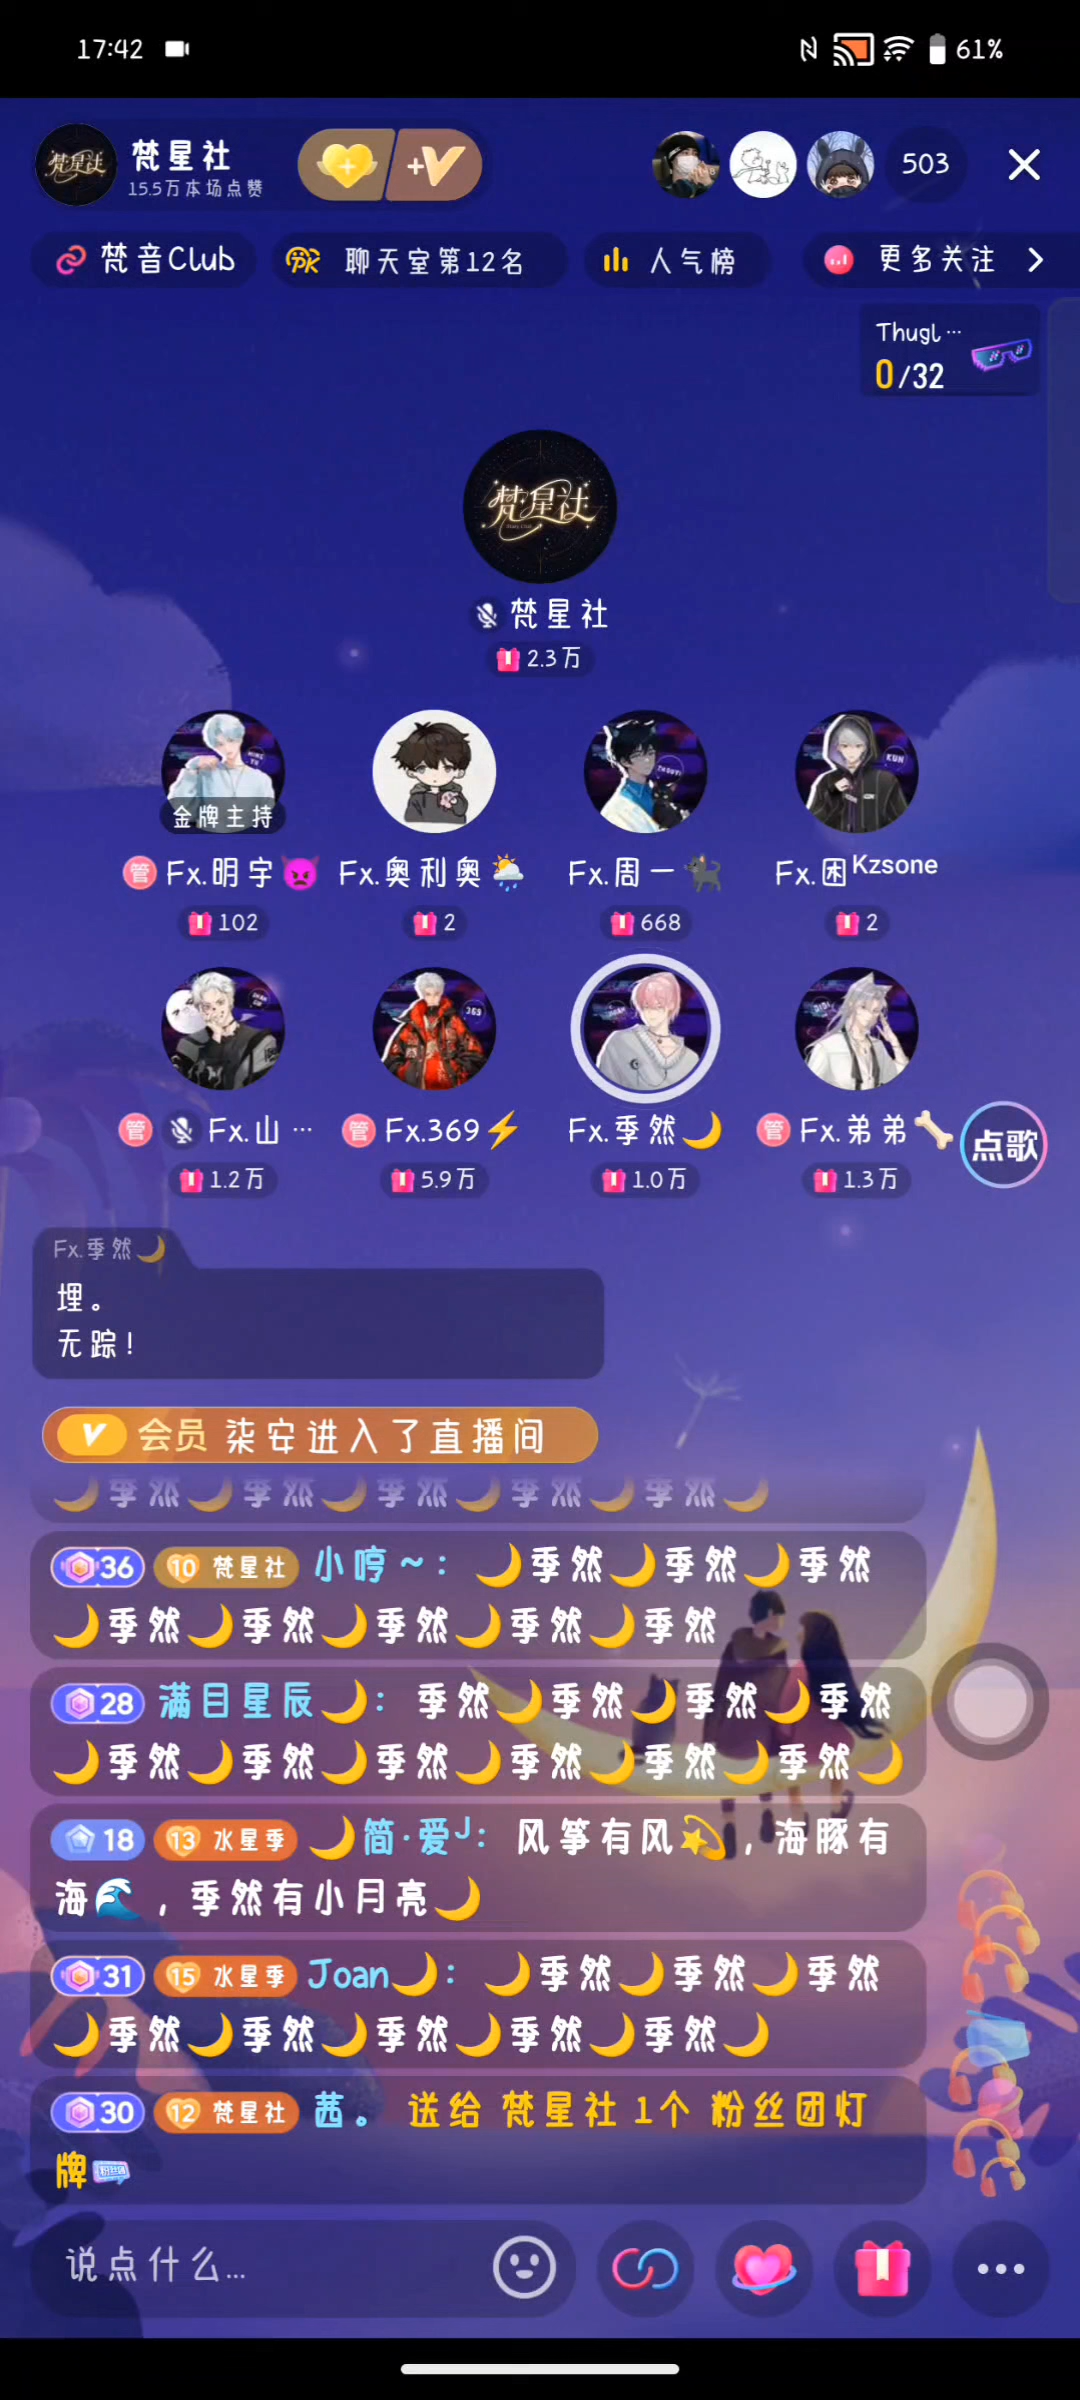 17:42
61%
梵星社
梵星社
15.5万本场点赞
+V
503
梵音Club
PK 聊天室第12名
人气榜
更多关注
Thugl…
0/32
梵星社
梵星社
2.3万
金牌主持
管 Fx.明宇😈 Fx.奥利奥🌦️ Fx.周一🐈‍⬛ Fx.困Kzsone
102 2 668 2
369
管 Fx.山… 管 Fx.369⚡ Fx.季然🌙 管 Fx.弟弟🦴
点歌
1.2万 5.9万 1.0万 1.3万
Fx.季然🌙
埋。
无踪!
V 会员 柒安进入了直播间
🌙季然🌙季然🌙季然🌙季然🌙季然🌙
36 10 梵星社 小哼~: 🌙季然🌙季然🌙季然
🌙季然🌙季然🌙季然🌙季然🌙季然
28 满目星辰🌙: 季然🌙季然🌙季然🌙季然
🌙季然🌙季然🌙季然🌙季然🌙季然🌙季然🌙
18 13 水星季 🌙简·爱J: 风筝有风💫,海豚有
海🌊,季然有小月亮🌙
31 15 水星季 Joan🌙: 🌙季然🌙季然🌙季然
🌙季然🌙季然🌙季然🌙季然🌙季然🌙
30 12 梵星社 茜。 送给 梵星社 1个 粉丝团灯
牌
说点什么...